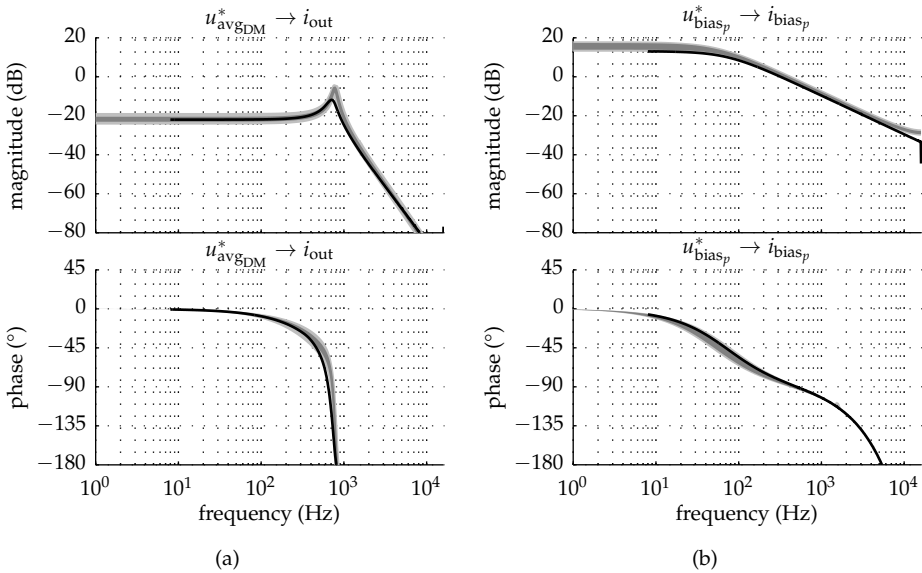 u*avgDM → iout
u*biasp → ibiasp
magnitude (dB)
20
0
−20
−40
−60
−80
magnitude (dB)
20
0
−20
−40
−60
−80
u*avgDM → iout
u*biasp → ibiasp
phase (°)
45
0
−45
−90
−135
−180
phase (°)
45
0
−45
−90
−135
−180
10^0 10^1 10^2 10^3 10^4
10^0 10^1 10^2 10^3 10^4
frequency (Hz)
frequency (Hz)
(a)
(b)